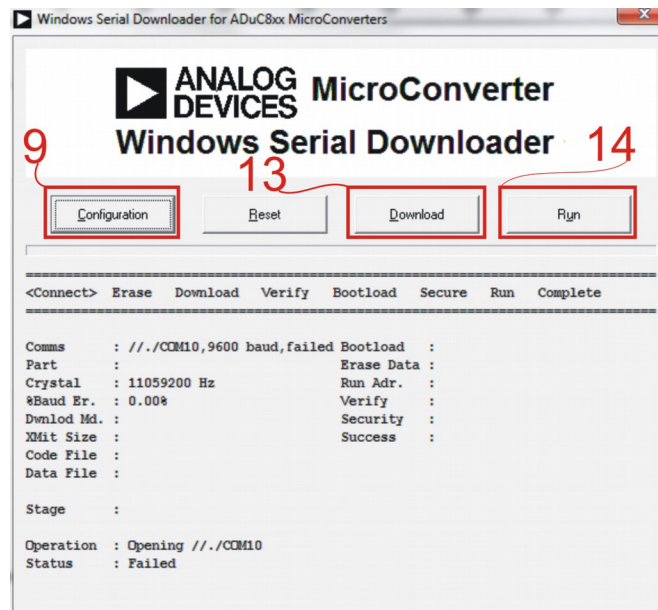 Windows Serial Downloader for ADuC8xx MicroConverters
ANALOG DEVICES MicroConverter
Windows Serial Downloader
9
13
14
Configuration Reset Download Run
<Connect> Erase Download Verify Bootload Secure Run Complete
Comms : //./COM10,9600 baud,failed Bootload :
Part : Erase Data :
Crystal : 11059200 Hz Run Adr. :
%Baud Er. : 0.00% Verify :
Dwnlod Md. : Security :
XMit Size : Success :
Code File :
Data File :
Stage :
Operation : Opening //./COM10
Status : Failed